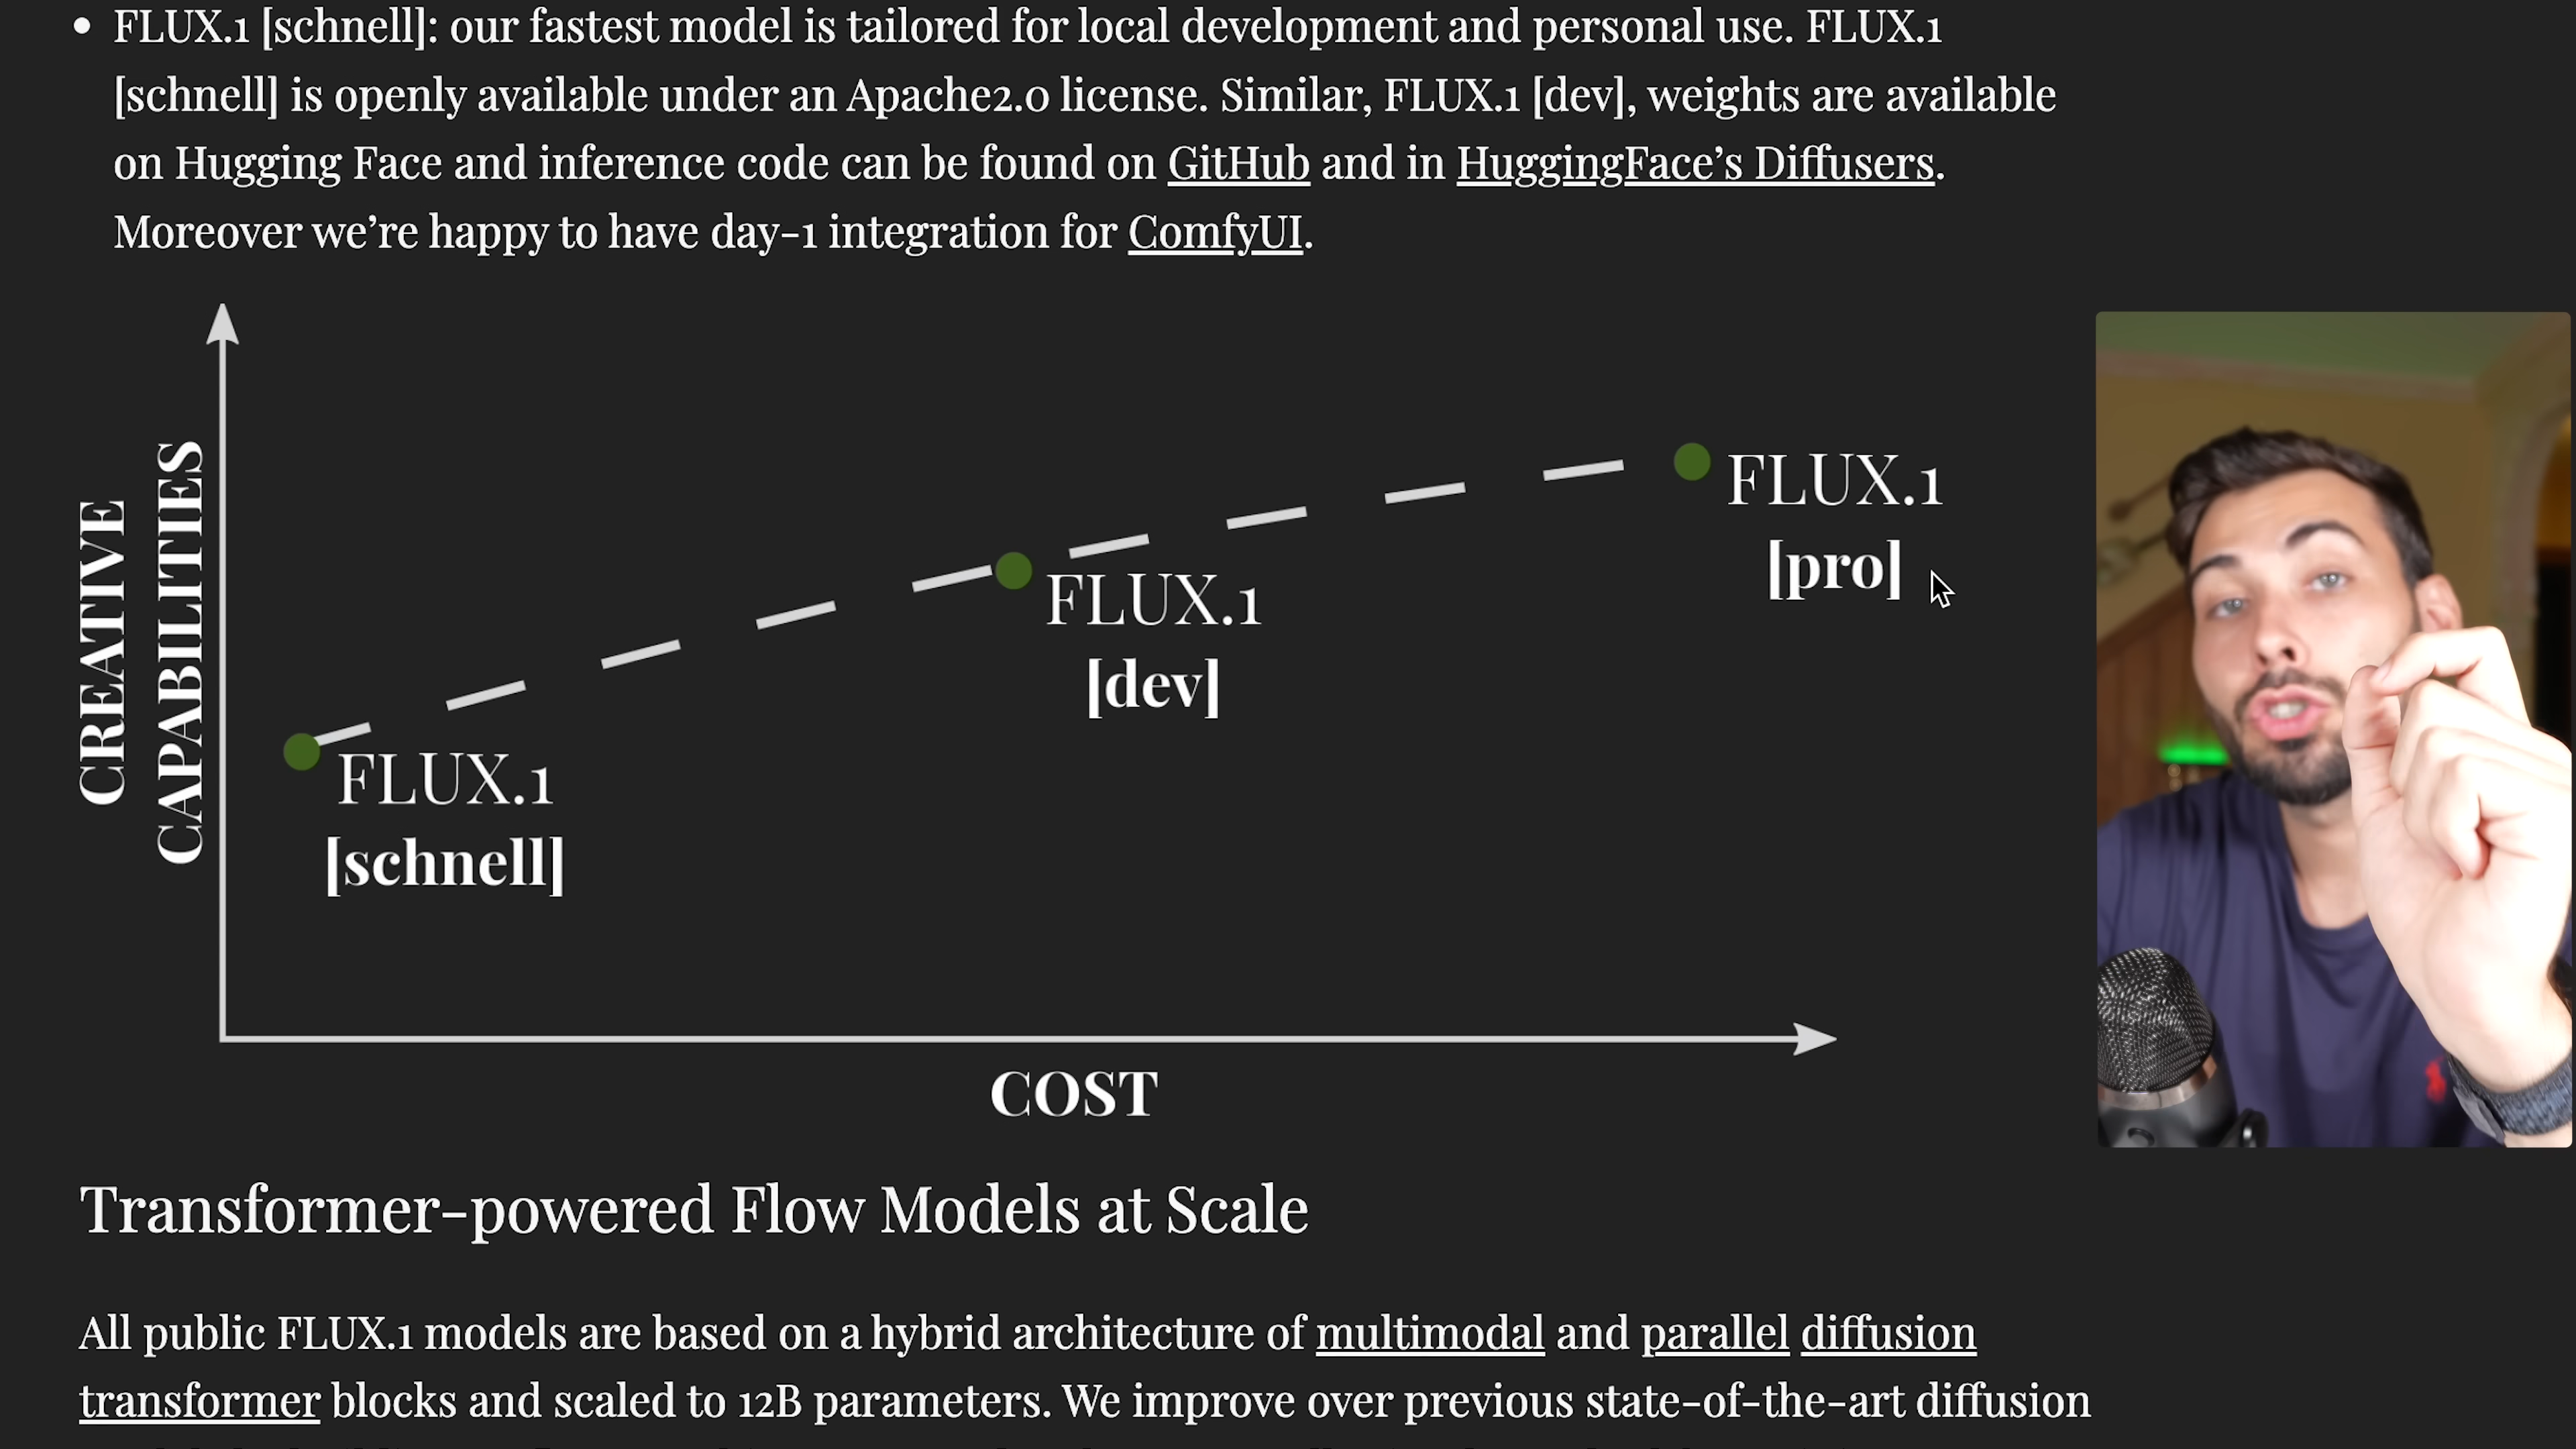 • FLUX.1 [schnell]: our fastest model is tailored for local development and personal use. FLUX.1
[schnell] is openly available under an Apache2.0 license. Similar, FLUX.1 [dev], weights are available
on Hugging Face and inference code can be found on GitHub and in HuggingFace’s Diffusers.
Moreover we’re happy to have day-1 integration for ComfyUI.
CREATIVE
CAPABILITIES
FLUX.1
[pro]
FLUX.1
[dev]
FLUX.1
[schnell]
COST
Transformer-powered Flow Models at Scale
All public FLUX.1 models are based on a hybrid architecture of multimodal and parallel diffusion
transformer blocks and scaled to 12B parameters. We improve over previous state-of-the-art diffusion